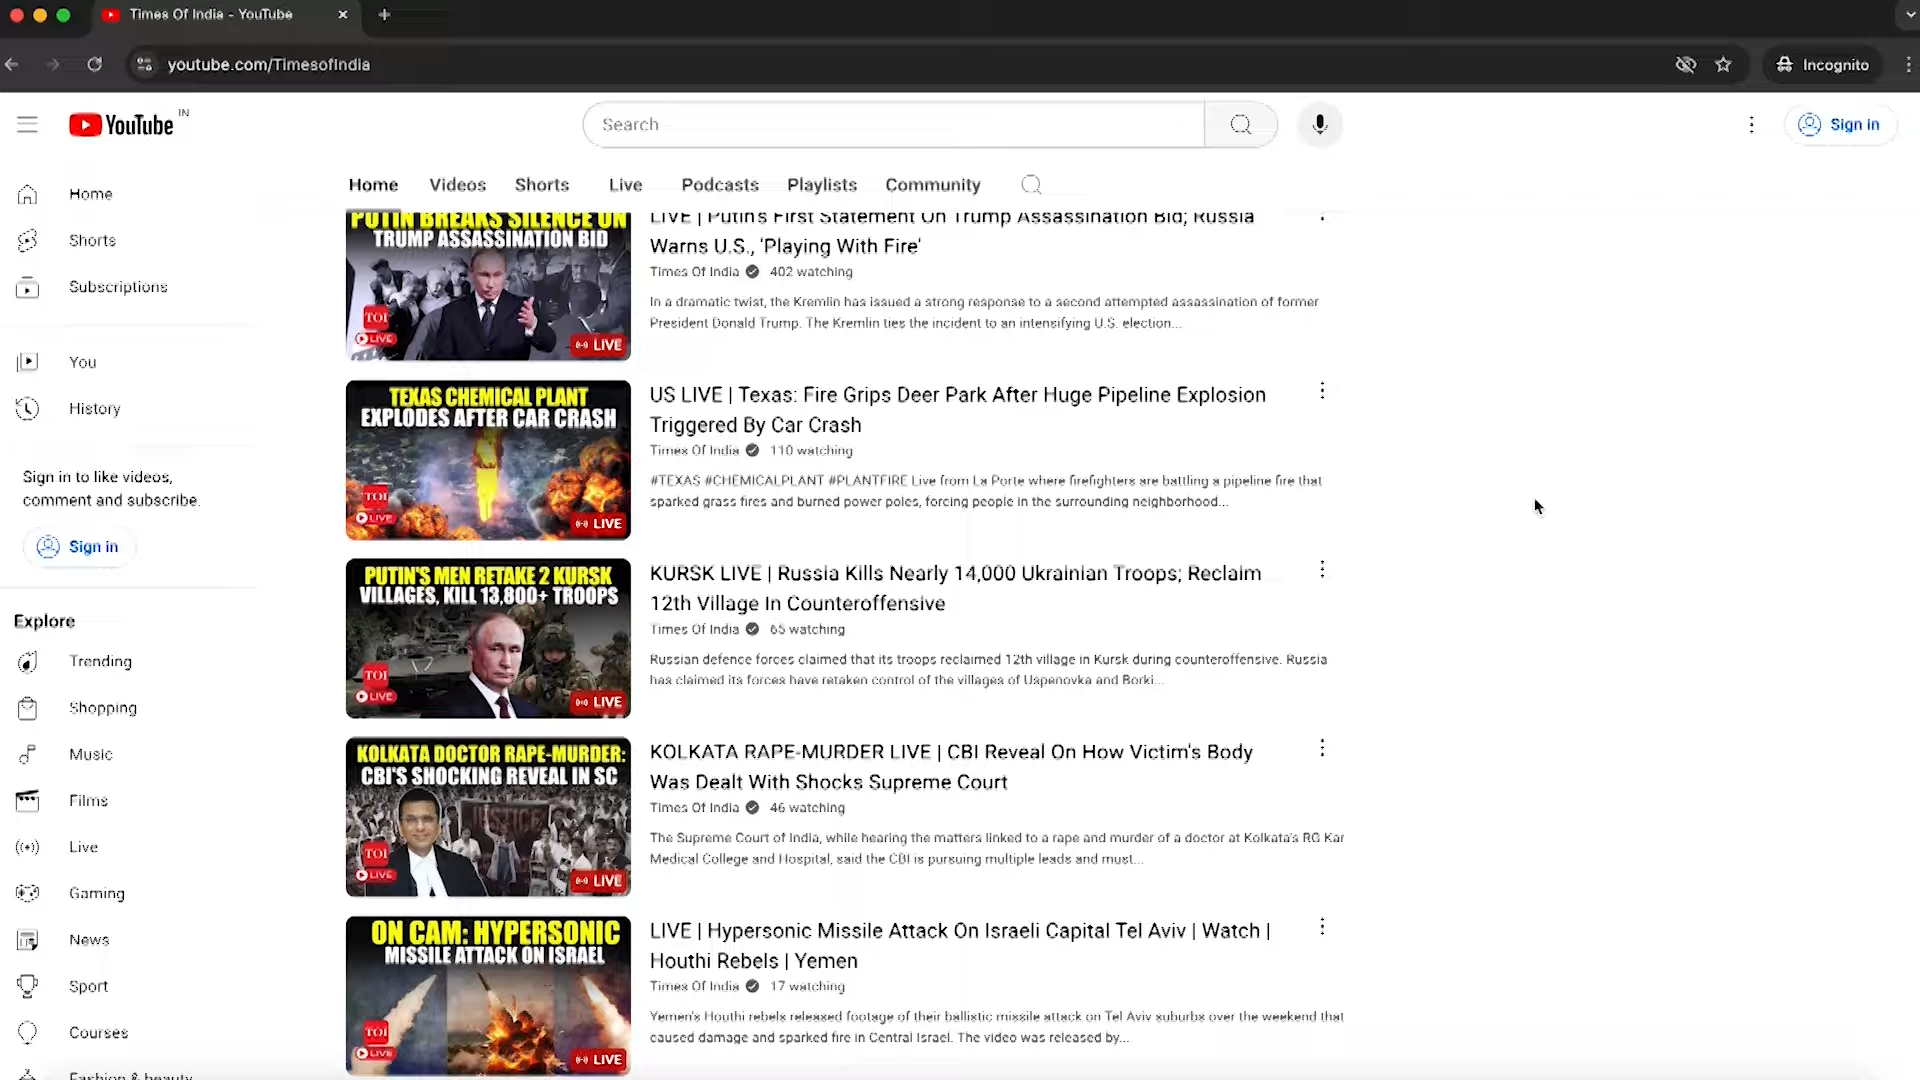 Times Of India - YouTube
youtube.com/TimesofIndia
Incognito
YouTube IN
Search
Sign in
Home Videos Shorts Live Podcasts Playlists Community
Home
Shorts
Subscriptions
You
History
Sign in to like videos,
comment and subscribe.
Sign in
Explore
Trending
Shopping
Music
Films
Live
Gaming
News
Sport
Courses
Fashion & beauty
PUTIN BREAKS SILENCE ON
TRUMP ASSASSINATION BID
TOI
LIVE
LIVE
LIVE | Putin's First Statement On Trump Assassination Bid; Russia
Warns U.S., 'Playing With Fire'
Times Of India 402 watching
In a dramatic twist, the Kremlin has issued a strong response to a second attempted assassination of former
President Donald Trump. The Kremlin ties the incident to an intensifying U.S. election...
TEXAS CHEMICAL PLANT
EXPLODES AFTER CAR CRASH
TOI
LIVE
LIVE
US LIVE | Texas: Fire Grips Deer Park After Huge Pipeline Explosion
Triggered By Car Crash
Times Of India 110 watching
#TEXAS #CHEMICALPLANT #PLANTFIRE Live from La Porte where firefighters are battling a pipeline fire that
sparked grass fires and burned power poles, forcing people in the surrounding neighborhood...
PUTIN'S MEN RETAKE 2 KURSK
VILLAGES, KILL 13,800+ TROOPS
TOI
LIVE
LIVE
KURSK LIVE | Russia Kills Nearly 14,000 Ukrainian Troops; Reclaim
12th Village In Counteroffensive
Times Of India 65 watching
Russian defence forces claimed that its troops reclaimed 12th village in Kursk during counteroffensive. Russia
has claimed its forces have retaken control of the villages of Uspenovka and Borki...
KOLKATA DOCTOR RAPE-MURDER:
CBI'S SHOCKING REVEAL IN SC
JUSTICE
TOI
LIVE
LIVE
KOLKATA RAPE-MURDER LIVE | CBI Reveal On How Victim's Body
Was Dealt With Shocks Supreme Court
Times Of India 46 watching
The Supreme Court of India, while hearing the matters linked to a rape and murder of a doctor at Kolkata's RG Kar
Medical College and Hospital, said the CBI is pursuing multiple leads and must...
ON CAM: HYPERSONIC
MISSILE ATTACK ON ISRAEL
TOI
LIVE
LIVE
LIVE | Hypersonic Missile Attack On Israeli Capital Tel Aviv | Watch |
Houthi Rebels | Yemen
Times Of India 17 watching
Yemen's Houthi rebels released footage of their ballistic missile attack on Tel Aviv suburbs over the weekend that
caused damage and sparked fire in Central Israel. The video was released by...